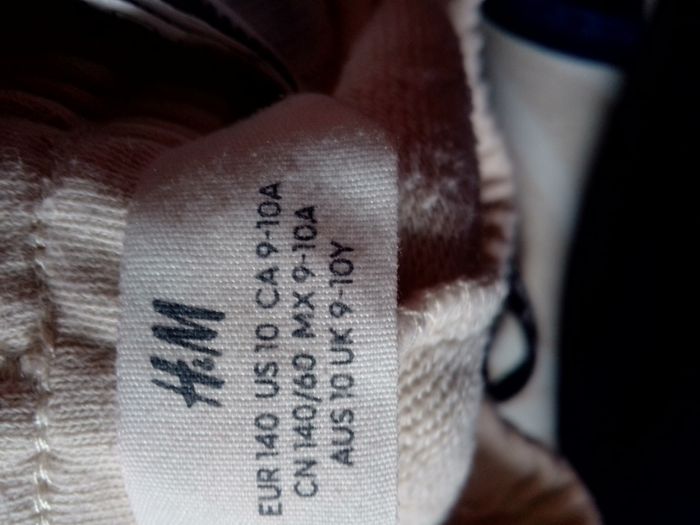 H&M
EUR 140 US 10 CA 9-10A
CN 140/60 MX 9-10A
AUS 10 UK 9-10Y